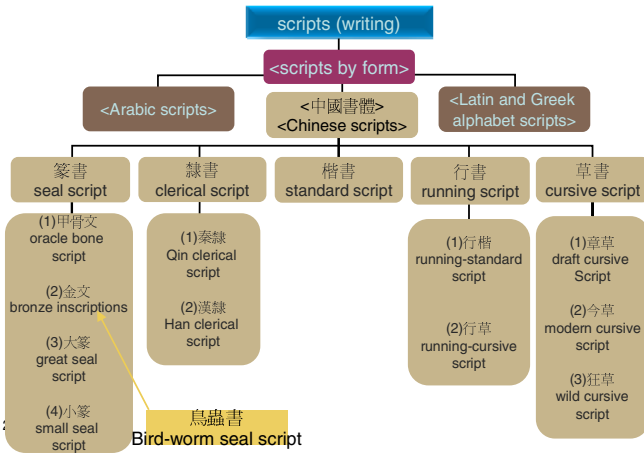 scripts (writing)
<scripts by form>
<Arabic scripts>
<中國書體>
<Chinese scripts>
<Latin and Greek
alphabet scripts>
篆書
seal script
隸書
clerical script
楷書
standard script
行書
running script
草書
cursive script
(1)甲骨文
oracle bone
script
(2)金文
bronze inscriptions
(3)大篆
great seal
script
(4)小篆
small seal
script
(1)秦隸
Qin clerical
script
(2)漢隸
Han clerical
script
(1)行楷
running-standard
script
(2)行草
running-cursive
script
(1)章草
draft cursive
Script
(2)今草
modern cursive
script
(3)狂草
wild cursive
script
鳥蟲書
Bird-worm seal script